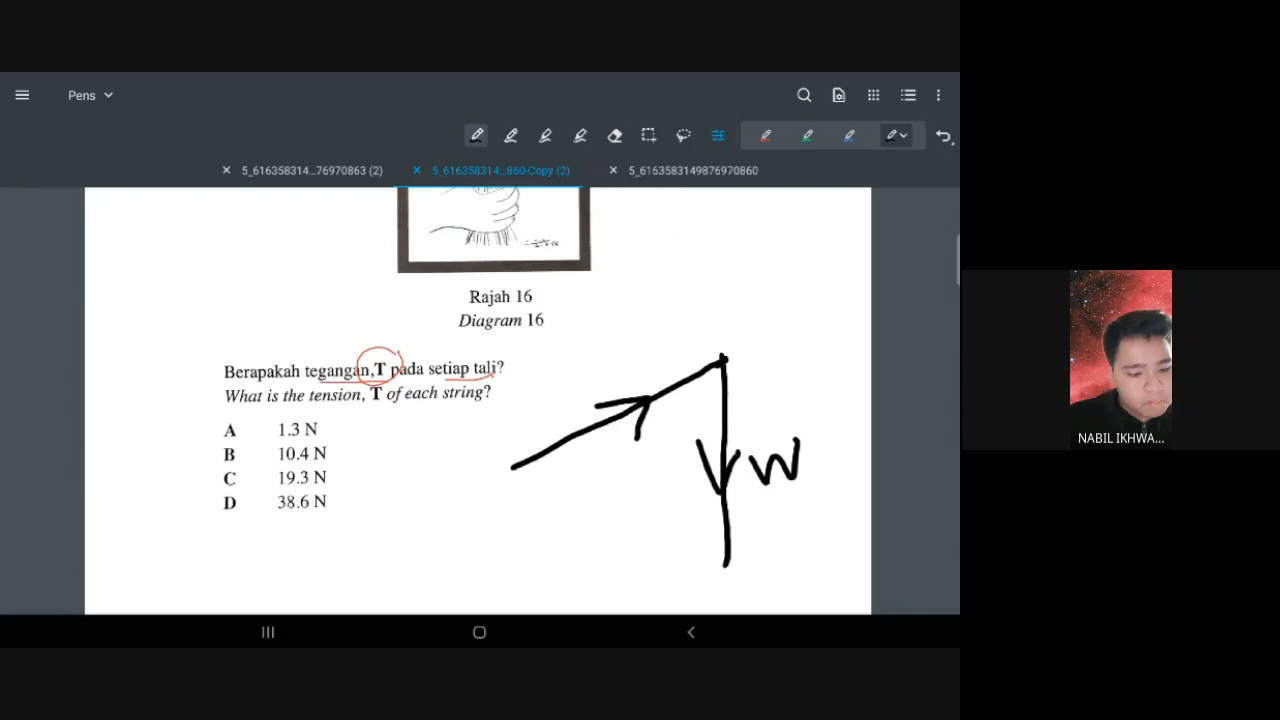 Pens
5_616358314...76970863 (2)
5_616358314...860-Copy (2)
5_6163583149876970860
Rajah 16
Diagram 16
Berapakah tegangan,T pada setiap tali?
What is the tension, T of each string?
A 1.3 N
B 10.4 N
C 19.3 N
D 38.6 N
W
NABIL IKHWA...